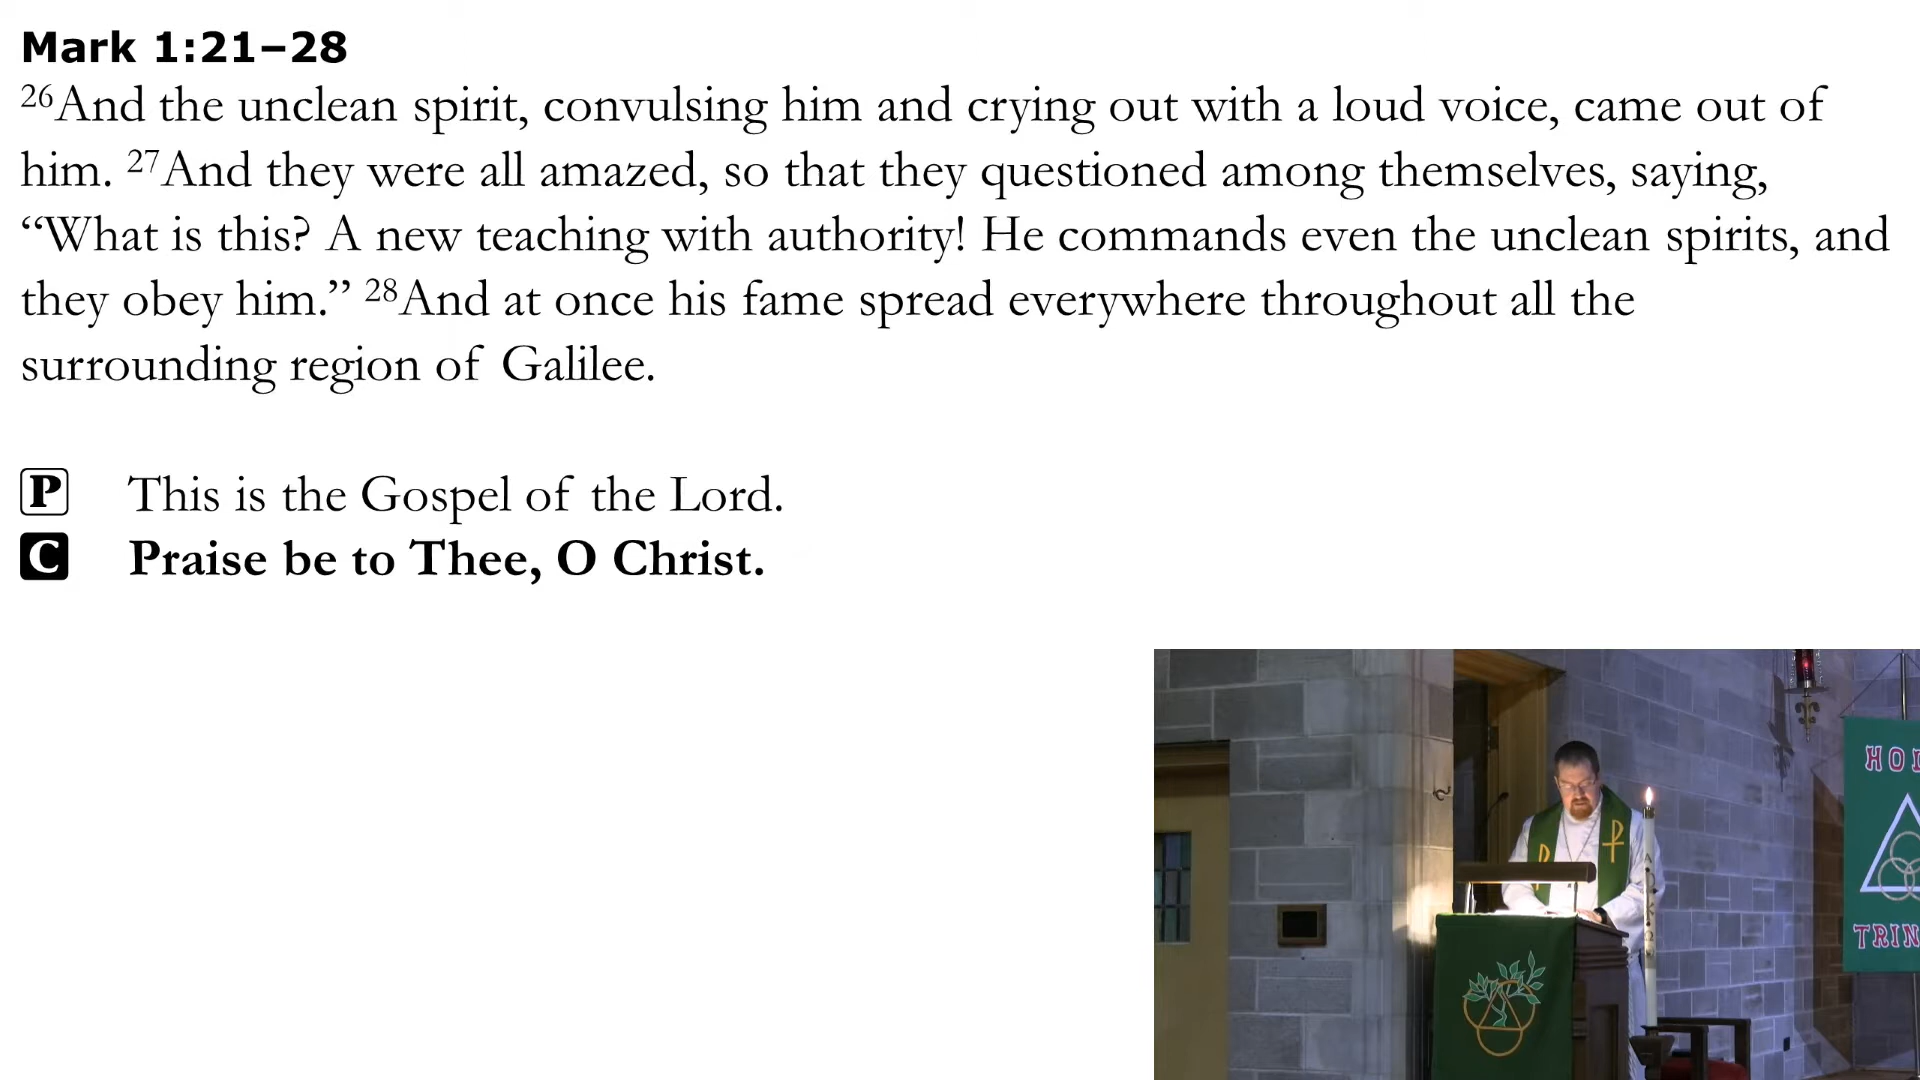 Mark 1:21–28
26And the unclean spirit, convulsing him and crying out with a loud voice, came out of
him. 27And they were all amazed, so that they questioned among themselves, saying,
“What is this? A new teaching with authority! He commands even the unclean spirits, and
they obey him.” 28And at once his fame spread everywhere throughout all the
surrounding region of Galilee.
P This is the Gospel of the Lord.
C Praise be to Thee, O Christ.
HOL
TRIN